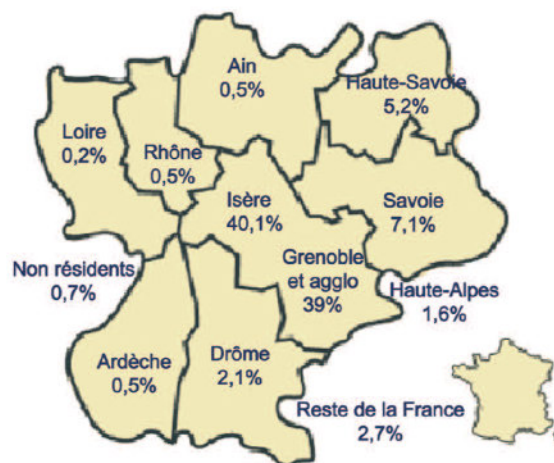 Ain
0,5%
Haute-Savoie
5,2%
Loire
0,2%
Rhône
0,5%
Isère
40,1%
Savoie
7,1%
Grenoble
et agglo
39%
Non résidents
0,7%
Haute-Alpes
1,6%
Ardèche
0,5%
Drôme
2,1%
Reste de la France
2,7%